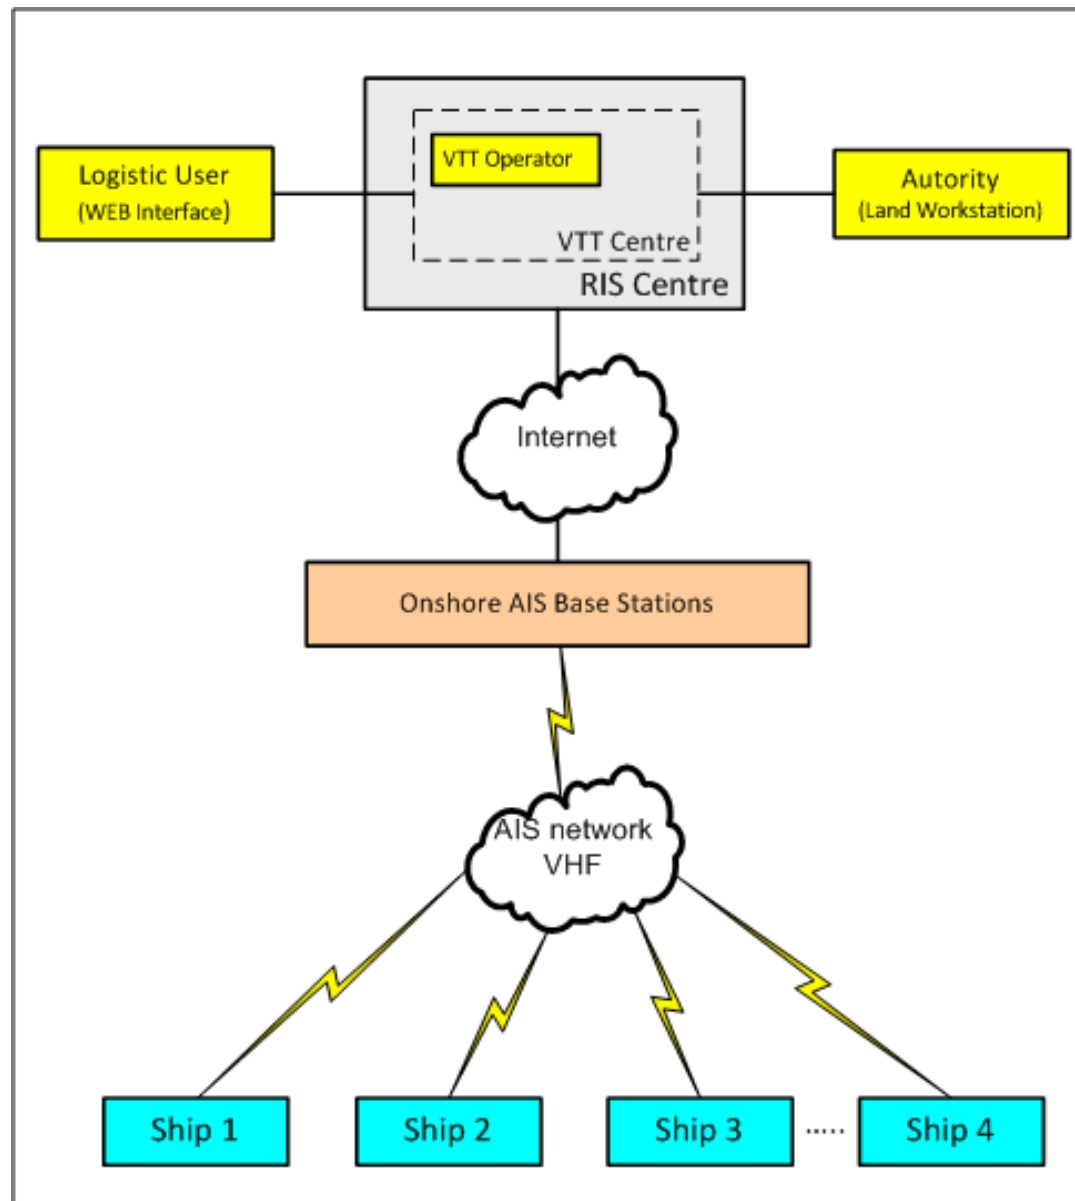 Logistic User
(WEB Interface)
VTT Operator
VTT Centre
RIS Centre
Autority
(Land Workstation)
Internet
Onshore AIS Base Stations
AIS network
VHF
Ship 1
Ship 2
Ship 3
.....
Ship 4